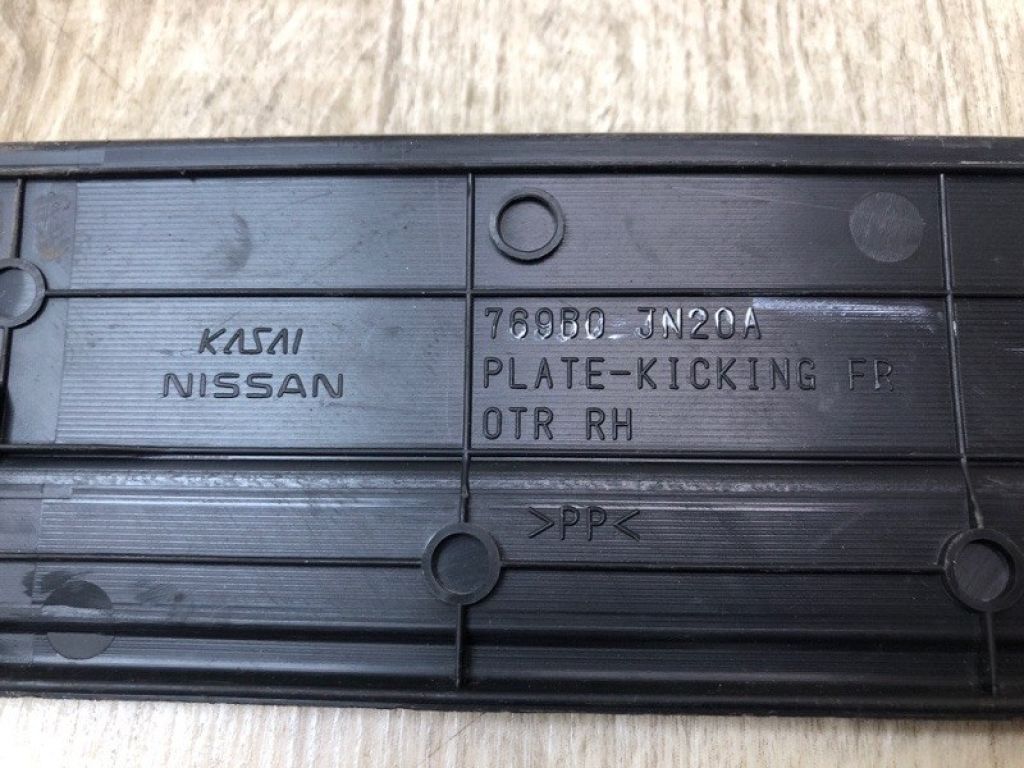 KASAI
NISSAN
769B0 JN20A
PLATE-KICKING FR
OTR RH
>PP<